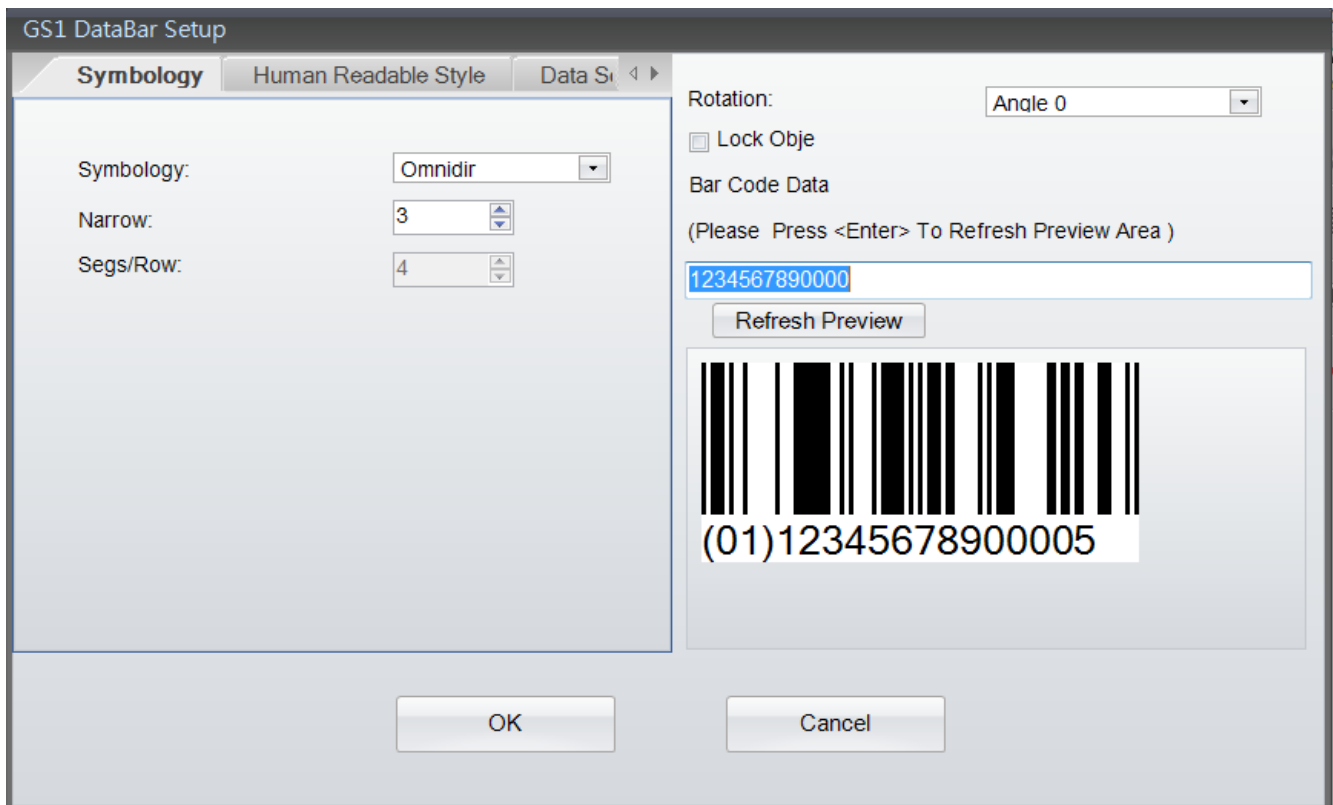 GS1 DataBar Setup
Symbology
Human Readable Style
Data S
Symbology:
Omnidir
Narrow:
3
Segs/Row:
4
Rotation:
Angle 0
Lock Obje
Bar Code Data
(Please Press <Enter> To Refresh Preview Area )
1234567890000
Refresh Preview
(01)12345678900005
OK
Cancel